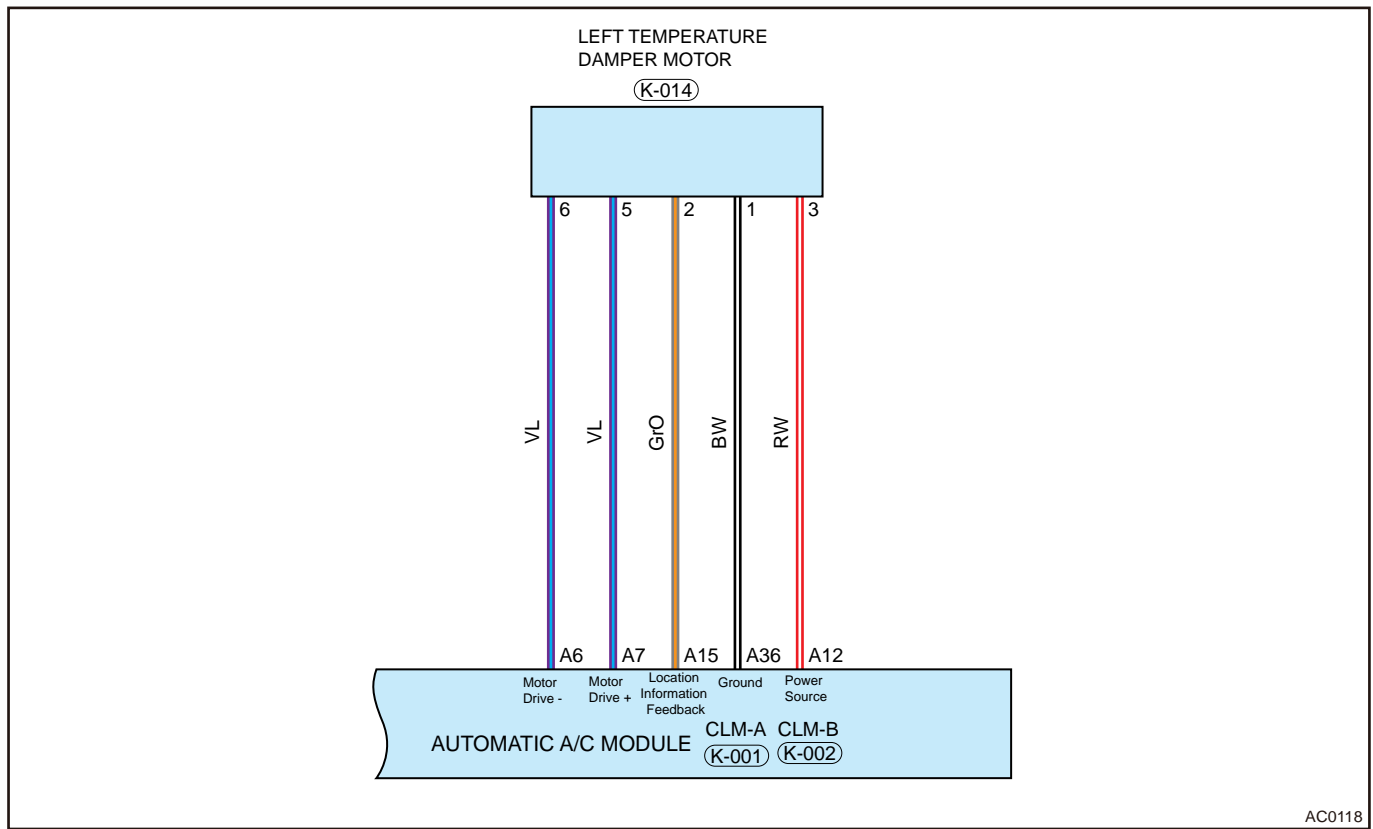 LEFT TEMPERATURE
DAMPER MOTOR
K-014
6 5 2 1 3
VL VL GrO BW RW
A6 A7 A15 A36 A12
Motor
Drive -
Motor
Drive +
Location
Information
Feedback
Ground
Power
Source
AUTOMATIC A/C MODULE
CLM-A
K-001
CLM-B
K-002
AC0118